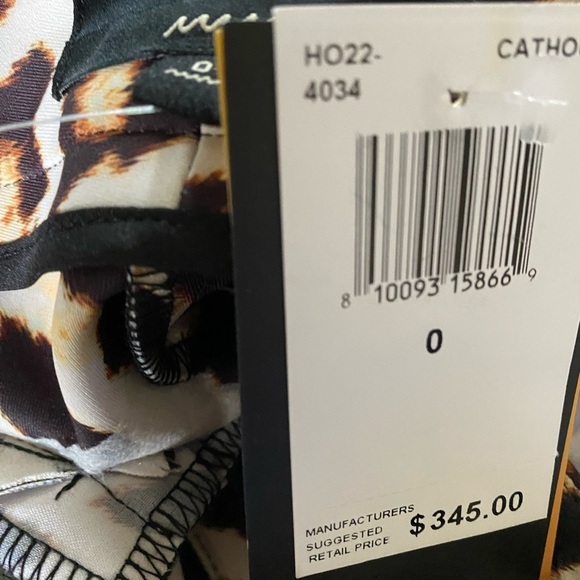 HO22-
4034
CATHO
8 10093 15866 9
0
MANUFACTURERS
SUGGESTED
RETAIL PRICE
$345.00